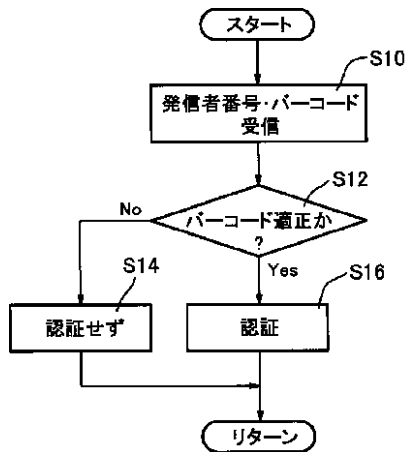 スタート
S10
発信者番号・バーコード
受信
S12
バーコード適正か
?
No
Yes
S14
S16
認証せず
認証
リターン